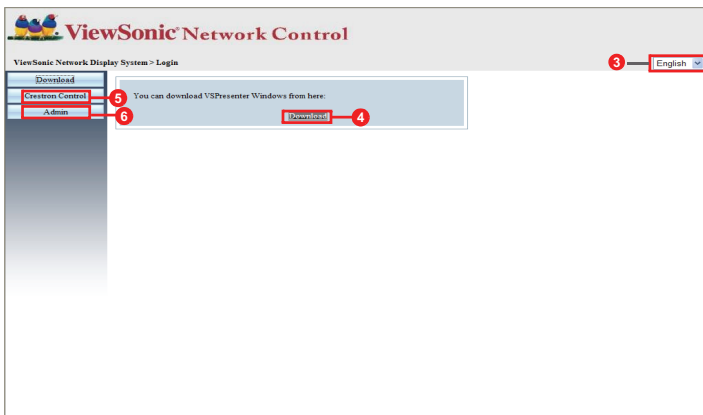 ViewSonic® Network Control
ViewSonic Network Display System > Login
3
English
Download
Crestron Control
5
Admin
6
You can download VSPresenter Windows from here:
Download
4